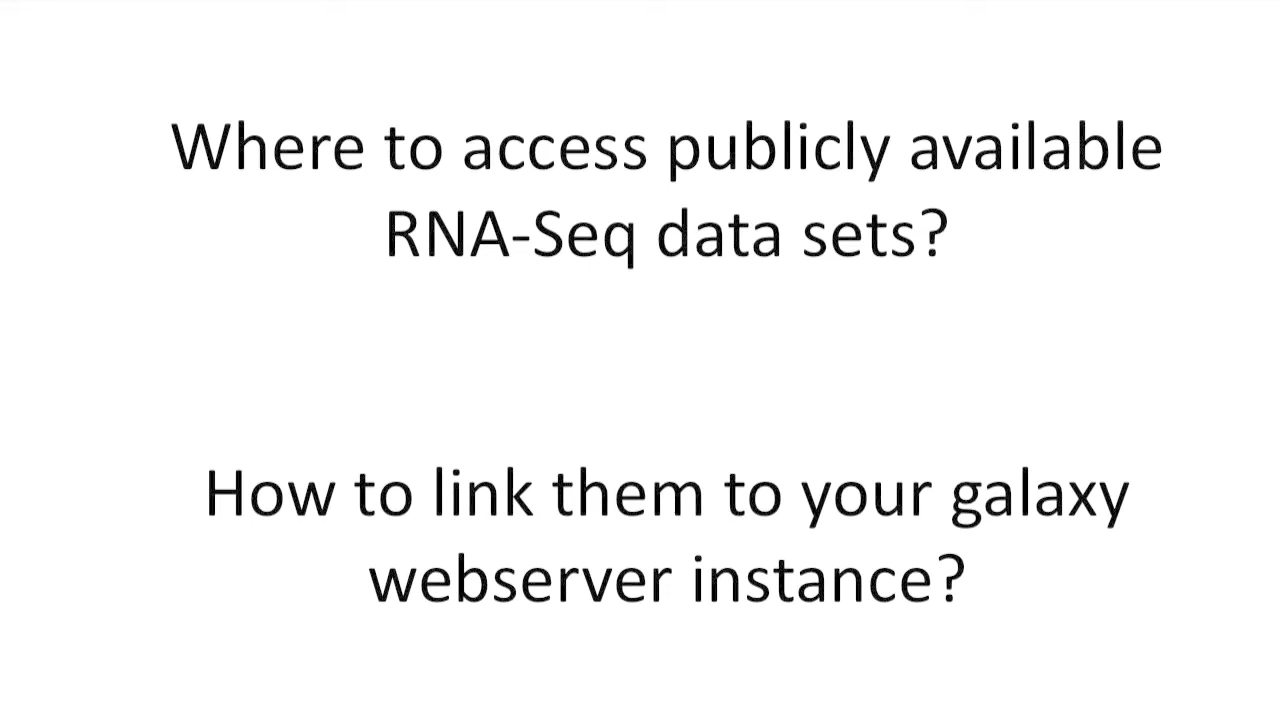 Where to access publicly available
RNA-Seq data sets?
How to link them to your galaxy
webserver instance?